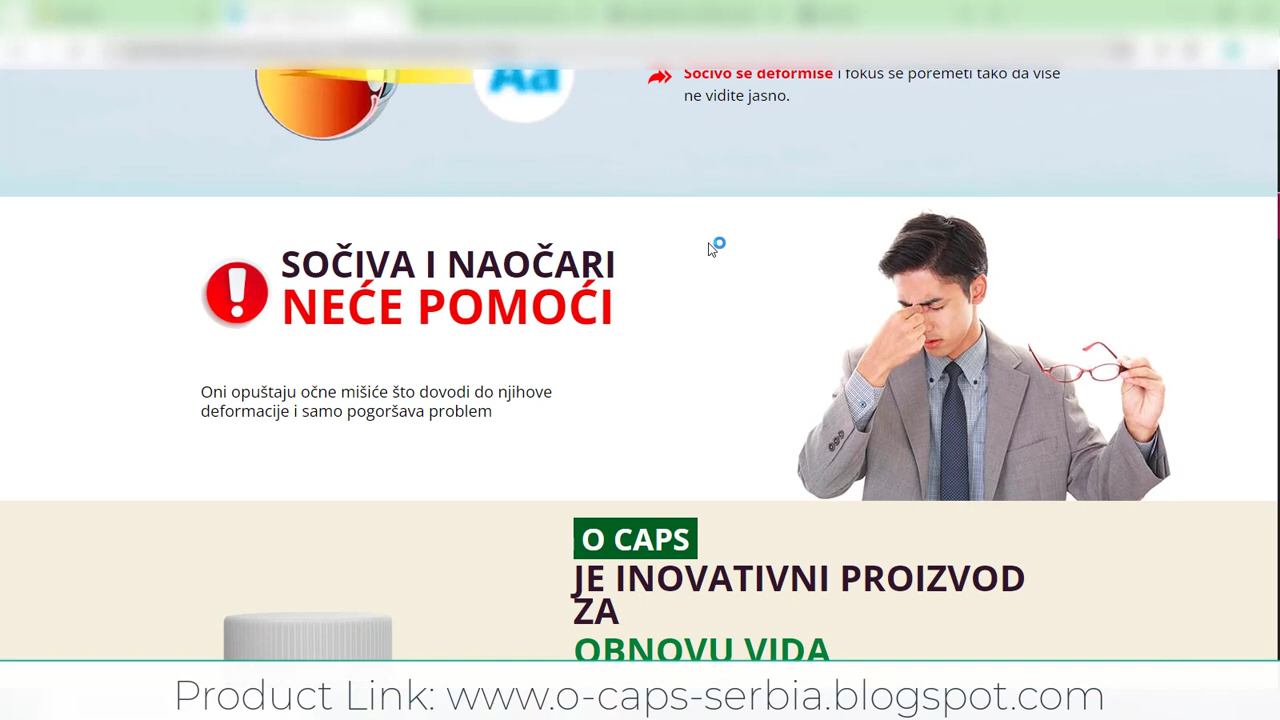 Aa
Sočivo se deformiše i fokus se poremeti tako da više
ne vidite jasno.
SOČIVA I NAOČARI
NEĆE POMOĆI
Oni opuštaju očne mišiće što dovodi do njihove
deformacije i samo pogoršava problem
O CAPS
JE INOVATIVNI PROIZVOD
ZA
OBNOVU VIDA
Product Link: www.o-caps-serbia.blogspot.com